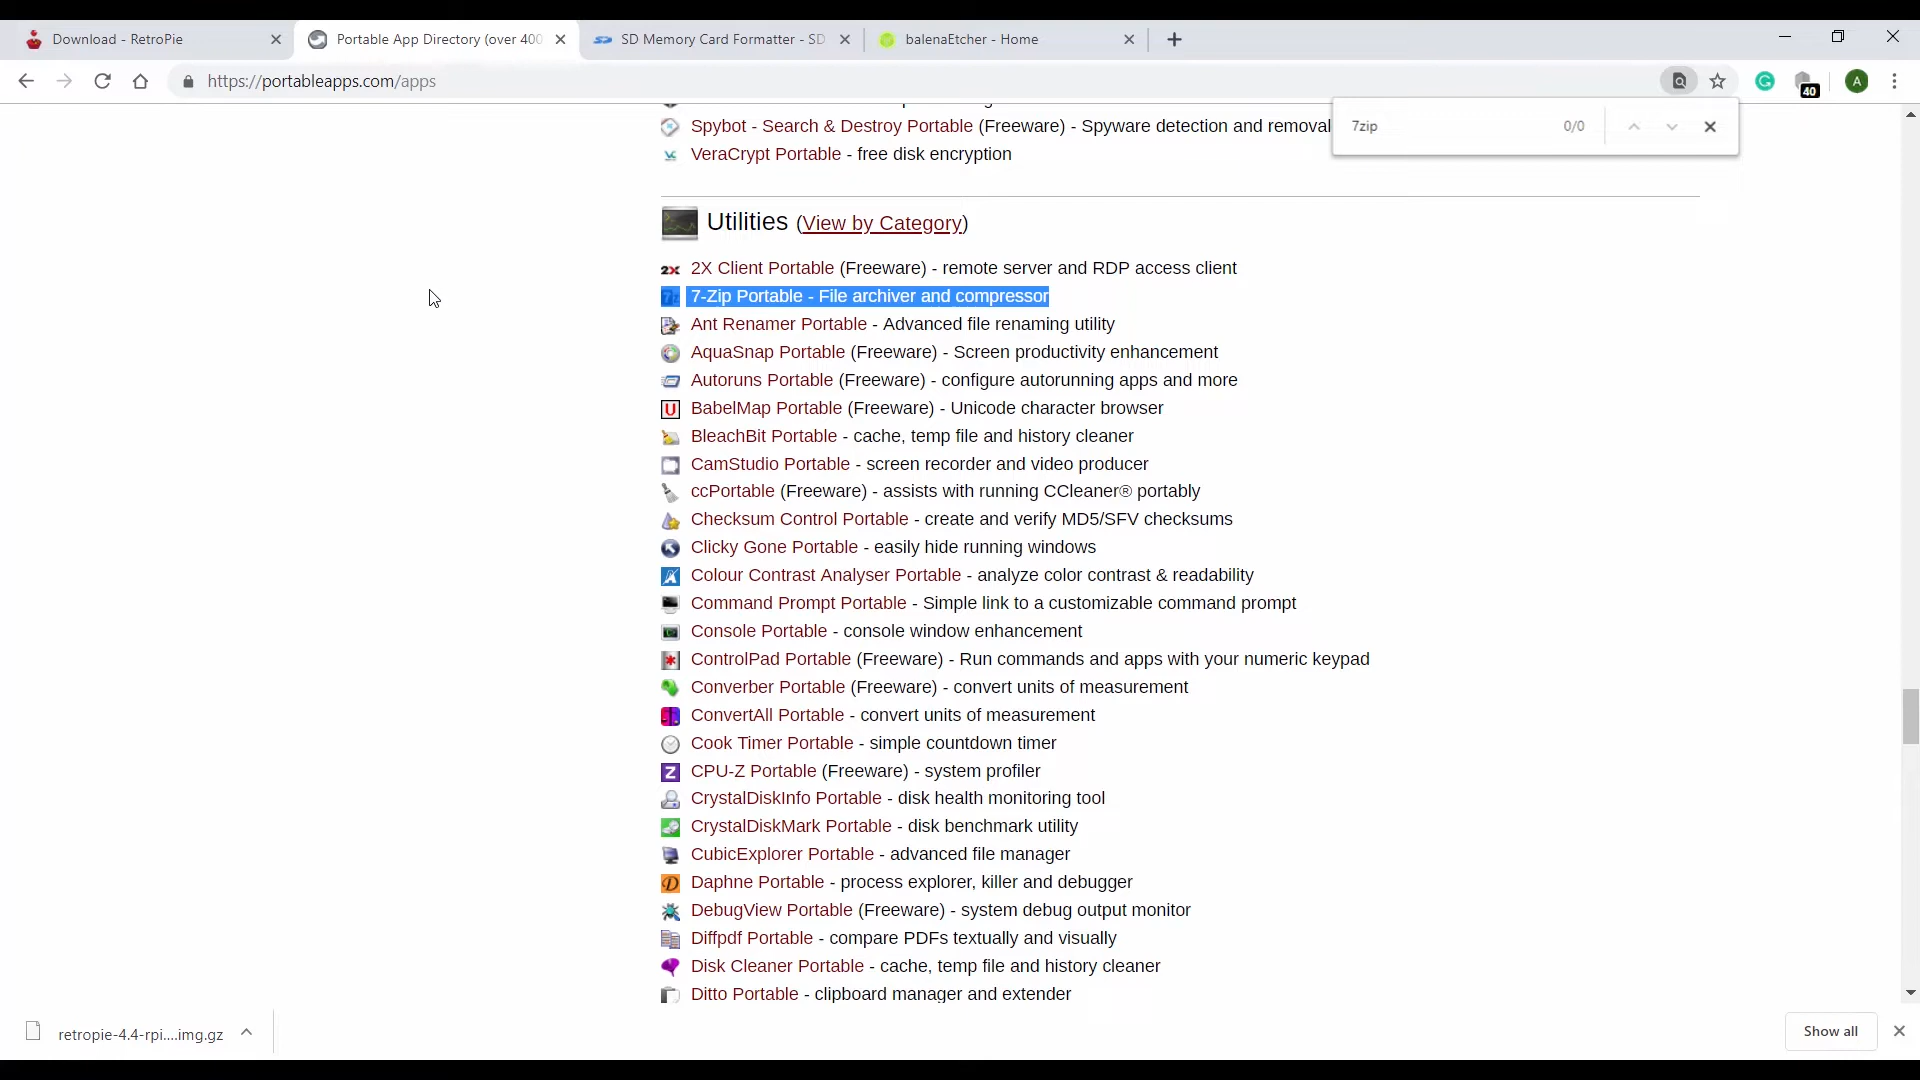 Download - RetroPie
Portable App Directory (over 400
SD Memory Card Formatter - SD
balenaEtcher - Home
https://portableapps.com/apps
40
A
7zip
0/0
Spybot - Search & Destroy Portable (Freeware) - Spyware detection and removal
VeraCrypt Portable - free disk encryption
Utilities (View by Category)
2X Client Portable (Freeware) - remote server and RDP access client
7-Zip Portable - File archiver and compressor
Ant Renamer Portable - Advanced file renaming utility
AquaSnap Portable (Freeware) - Screen productivity enhancement
Autoruns Portable (Freeware) - configure autorunning apps and more
BabelMap Portable (Freeware) - Unicode character browser
BleachBit Portable - cache, temp file and history cleaner
CamStudio Portable - screen recorder and video producer
ccPortable (Freeware) - assists with running CCleaner® portably
Checksum Control Portable - create and verify MD5/SFV checksums
Clicky Gone Portable - easily hide running windows
Colour Contrast Analyser Portable - analyze color contrast & readability
Command Prompt Portable - Simple link to a customizable command prompt
Console Portable - console window enhancement
ControlPad Portable (Freeware) - Run commands and apps with your numeric keypad
Converber Portable (Freeware) - convert units of measurement
ConvertAll Portable - convert units of measurement
Cook Timer Portable - simple countdown timer
CPU-Z Portable (Freeware) - system profiler
CrystalDiskInfo Portable - disk health monitoring tool
CrystalDiskMark Portable - disk benchmark utility
CubicExplorer Portable - advanced file manager
Daphne Portable - process explorer, killer and debugger
DebugView Portable (Freeware) - system debug output monitor
Diffpdf Portable - compare PDFs textually and visually
Disk Cleaner Portable - cache, temp file and history cleaner
Ditto Portable - clipboard manager and extender
retropie-4.4-rpi....img.gz
Show all